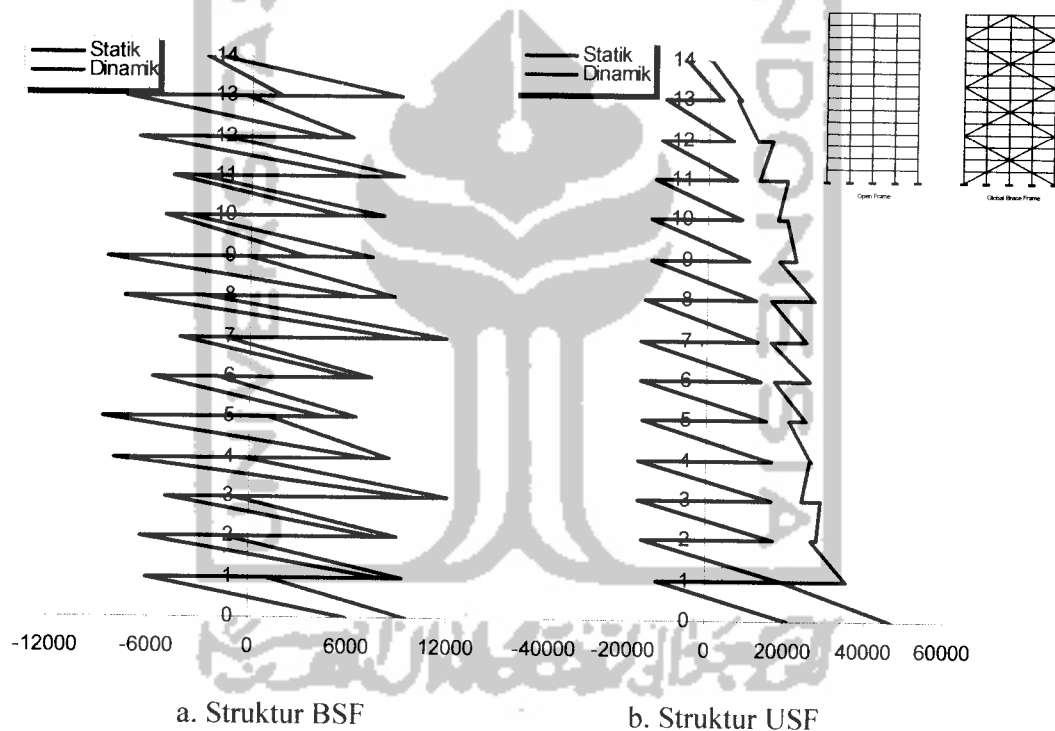 Statik
Dinamik
14
13
12
11
10
9
8
7
6
5
4
3
2
1
0
-12000 -6000 0 6000 12000
a. Struktur BSF
Statik
Dinamik
14
13
12
11
10
9
8
7
6
5
4
3
2
1
0
-40000 -20000 0 20000 40000 60000
b. Struktur USF
Open Frame
Global Brace Frame
INDONESIA